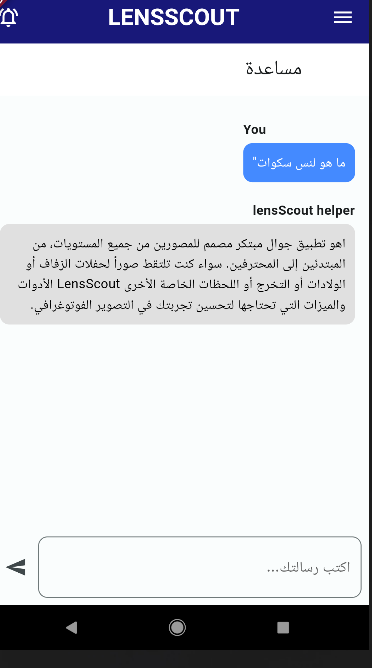 LENSSCOUT
مساعدة
You
ما هو لنس سكوات"
lensScout helper
اهو تطبيق جوال مبتكر مصمم للمصورين من جميع المستويات، من
المبتدئين إلى المحترفين. سواء كنت تلتقط صوراً لحفلات الزفاف أو
الولادات أو التخرج أو اللحظات الخاصة الأخرى LensScout الأدوات
والميزات التي تحتاجها لتحسين تجربتك في التصوير الفوتوغرافي.
اكتب رسالتك...